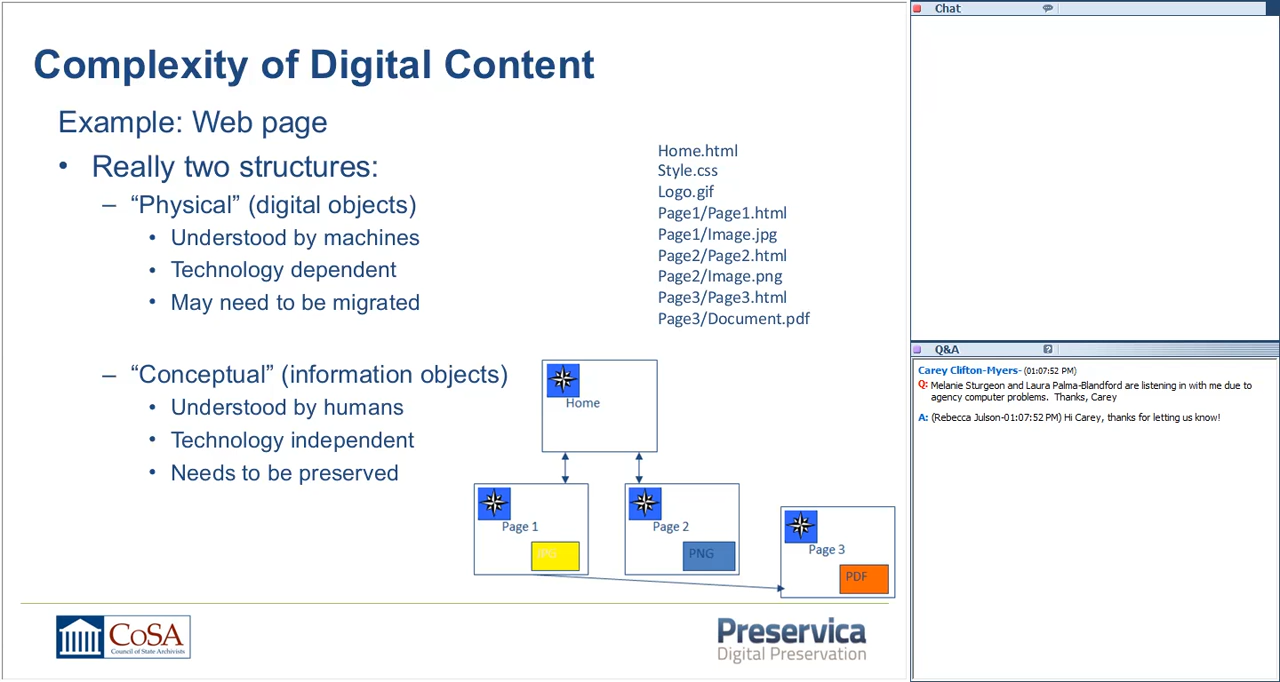 Complexity of Digital Content
Example: Web page
• Really two structures:
– “Physical” (digital objects)
• Understood by machines
• Technology dependent
• May need to be migrated
– “Conceptual” (information objects)
• Understood by humans
• Technology independent
• Needs to be preserved
Home.html
Style.css
Logo.gif
Page1/Page1.html
Page1/Image.jpg
Page2/Page2.html
Page2/Image.png
Page3/Page3.html
Page3/Document.pdf
Home
Page 1
JPG
Page 2
PNG
Page 3
PDF
CoSA
Council of State Archivists
Preservica
Digital Preservation
Chat
Q&A
Carey Clifton-Myers- (01:07:52 PM)
Q: Melanie Sturgeon and Laura Palma-Blandford are listening in with me due to
agency computer problems. Thanks, Carey
A: (Rebecca Julson-01:07:52 PM) Hi Carey, thanks for letting us know!